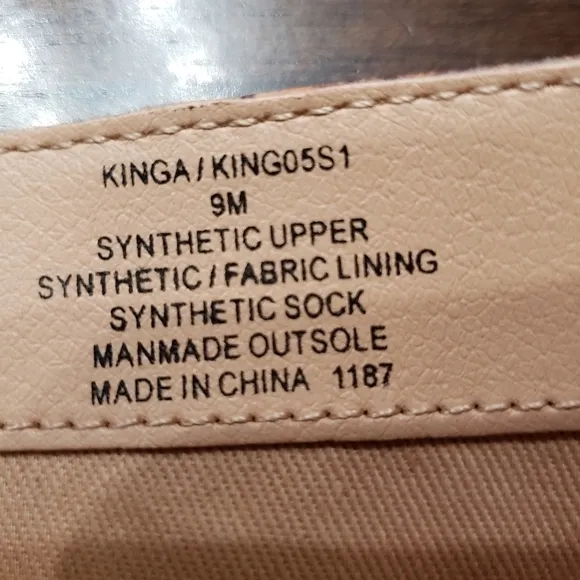 KINGA/KING05S1
9M
SYNTHETIC UPPER
SYNTHETIC/FABRIC LINING
SYNTHETIC SOCK
MANMADE OUTSOLE
MADE IN CHINA 1187